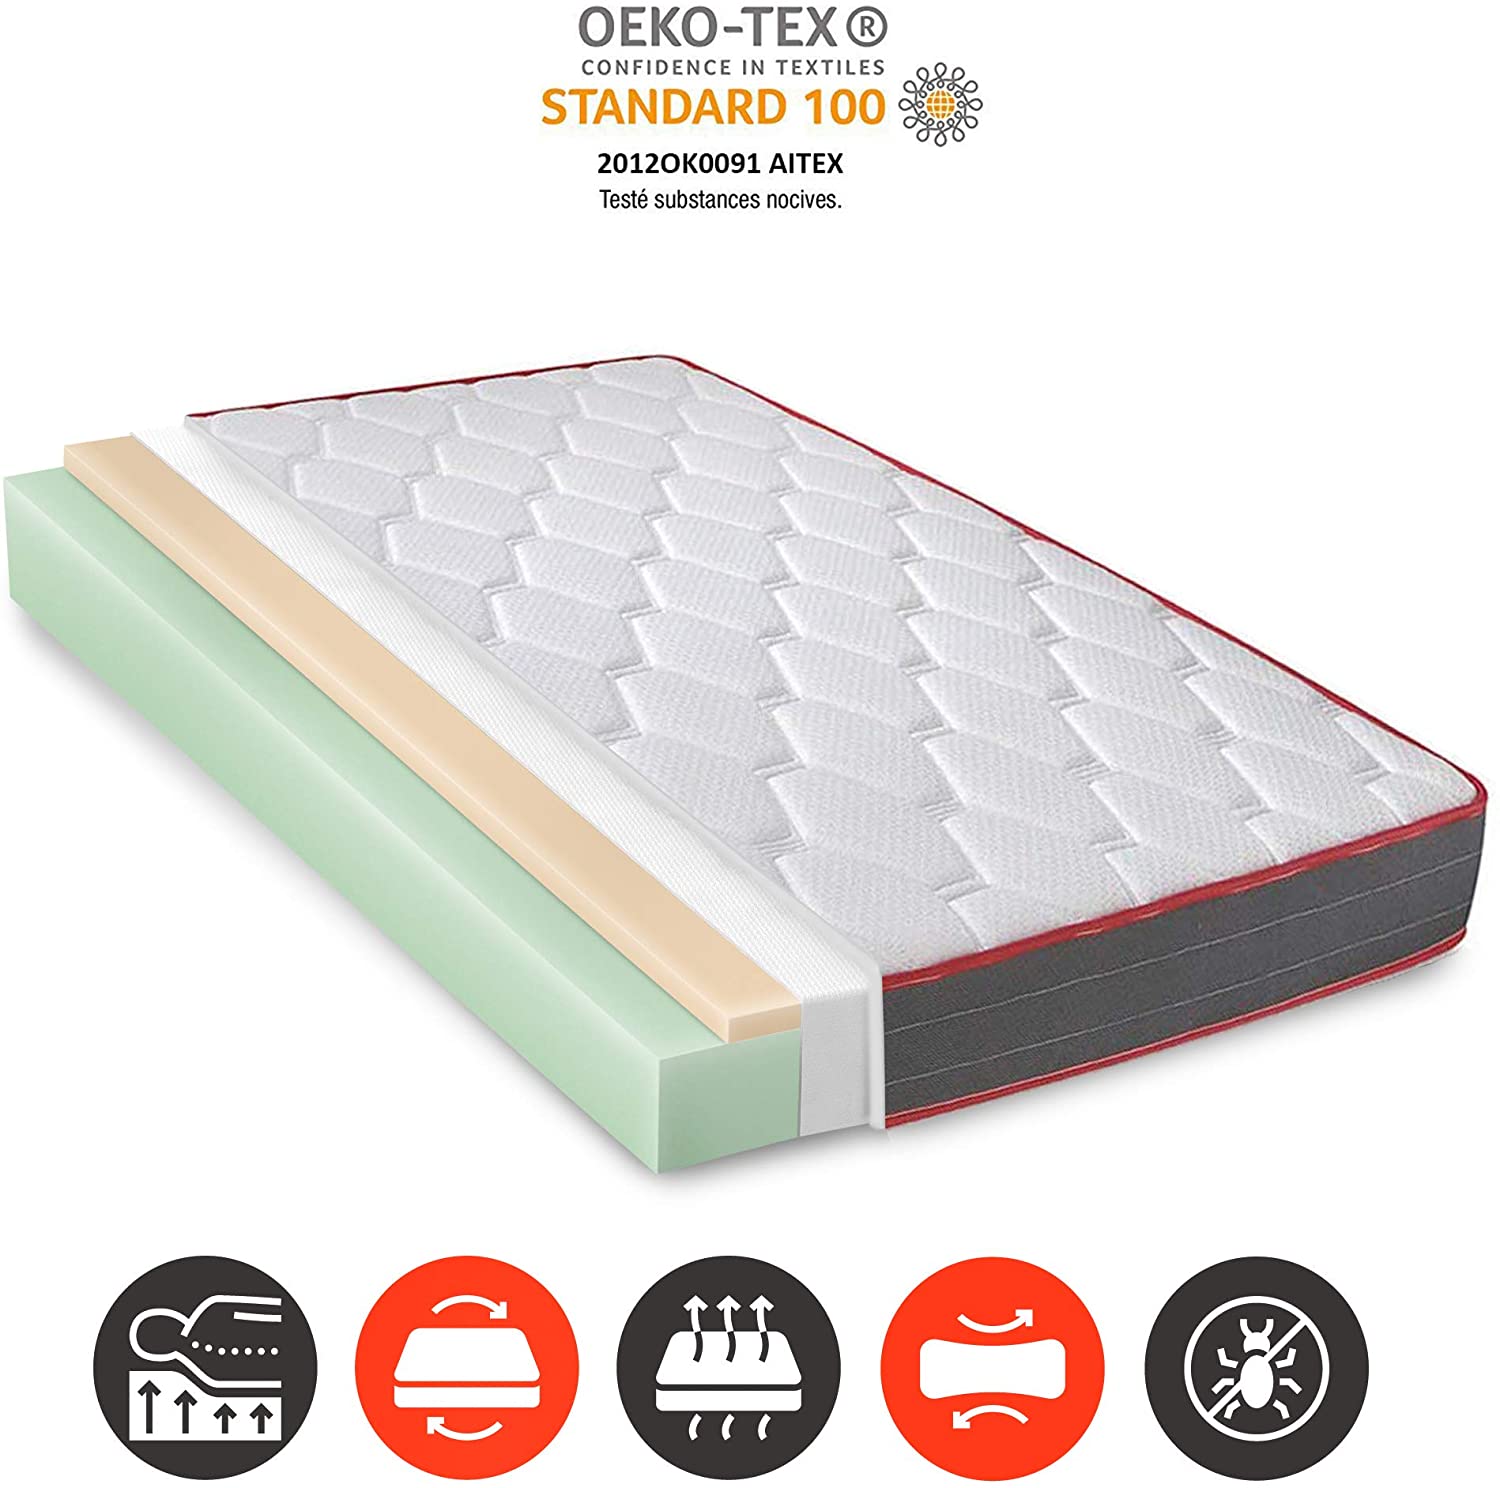 OEKO-TEX®
CONFIDENCE IN TEXTILES
STANDARD 100
2012OK0091 AITEX
Testé substances nocives.